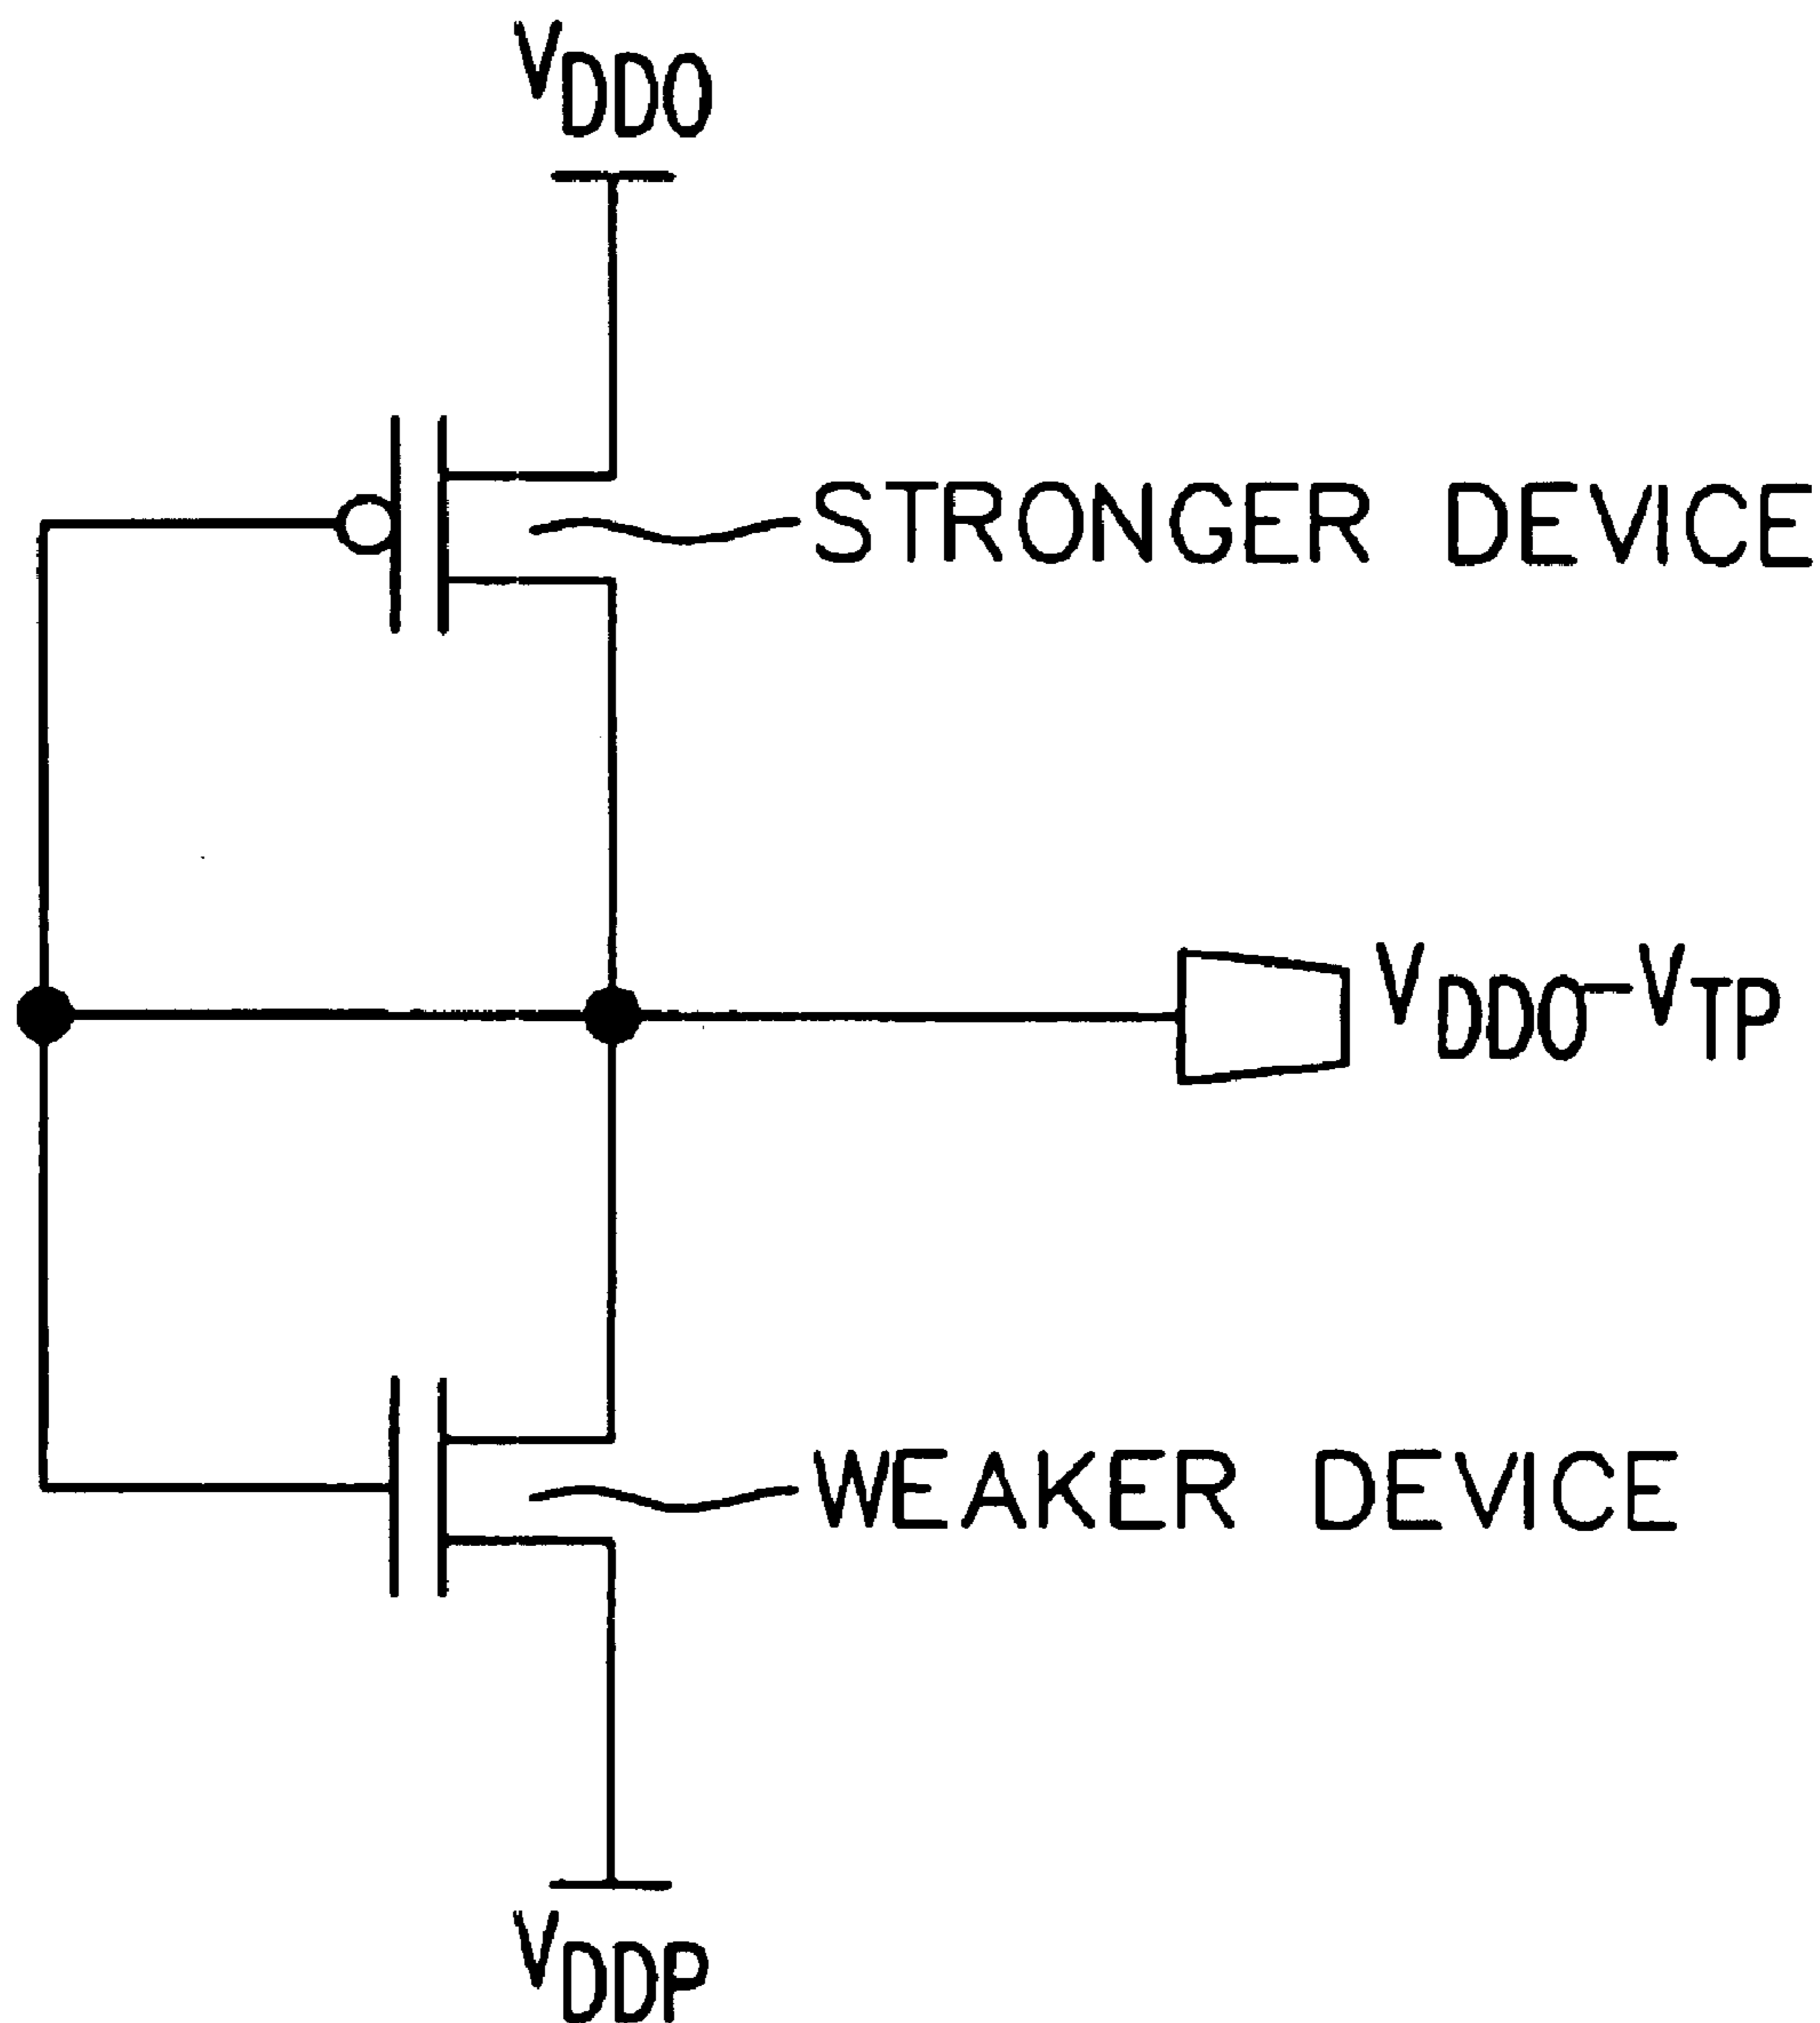 VDDO
STRONGER DEVICE
VDDO-VTP
WEAKER DEVICE
VDDP